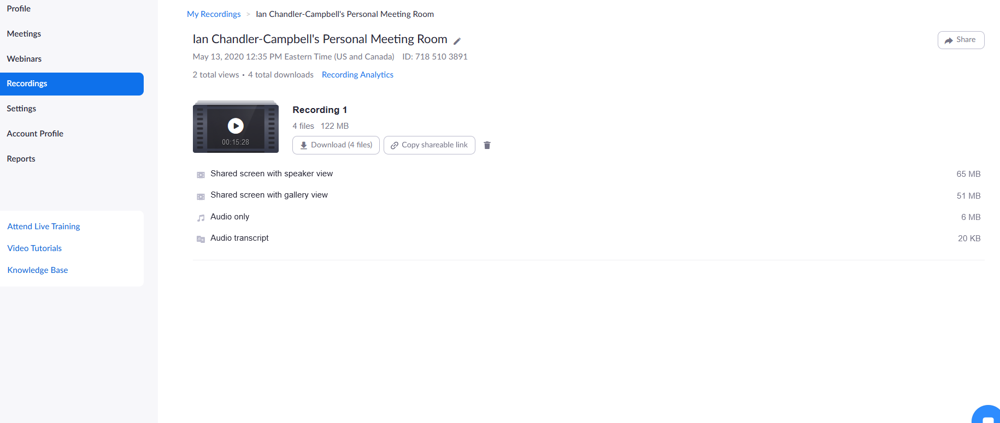 Profile
Meetings
Webinars
Recordings
Settings
Account Profile
Reports
Attend Live Training
Video Tutorials
Knowledge Base
My Recordings > Ian Chandler-Campbell's Personal Meeting Room
Ian Chandler-Campbell's Personal Meeting Room
Share
May 13, 2020 12:35 PM Eastern Time (US and Canada) ID: 718 510 3891
2 total views • 4 total downloads Recording Analytics
00:15:28
Recording 1
4 files 122 MB
Download (4 files) Copy shareable link
Shared screen with speaker view 65 MB
Shared screen with gallery view 51 MB
Audio only 6 MB
Audio transcript 20 KB